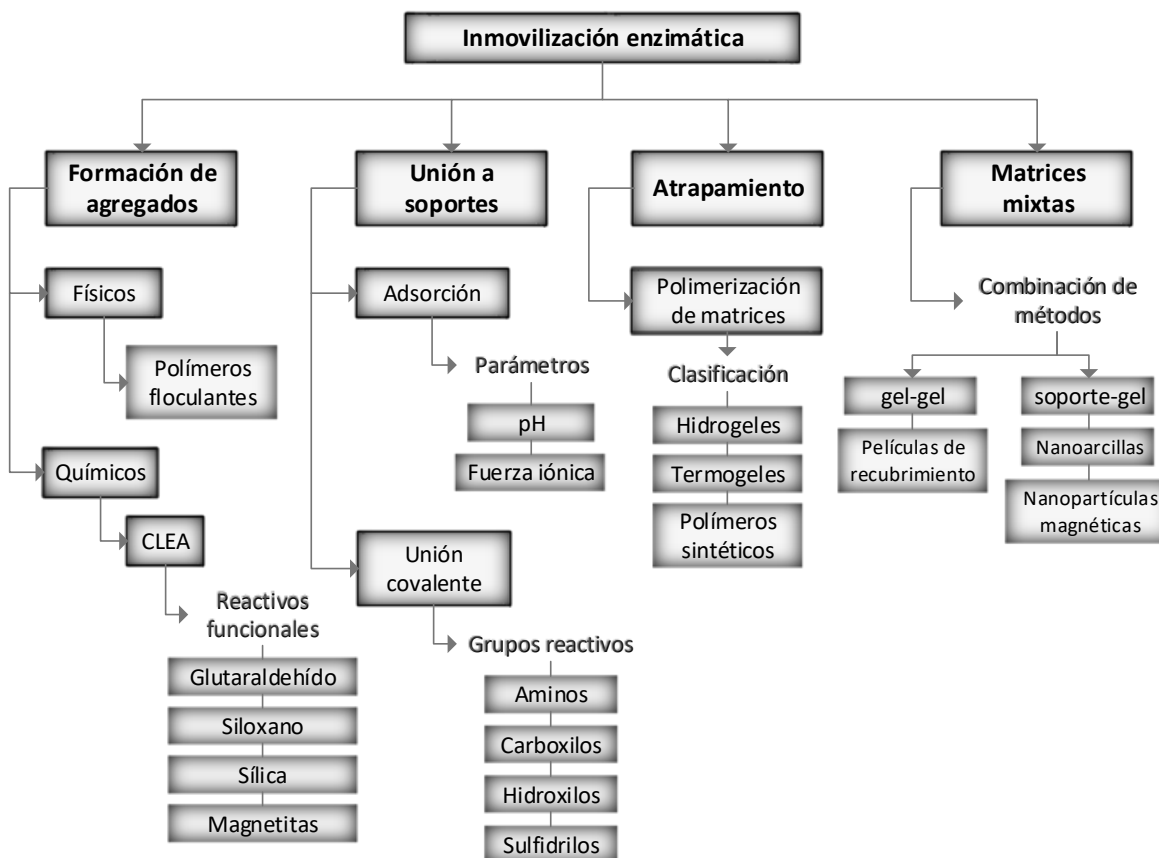 Inmovilización enzimática
Formación de
agregados
Físicos
Polímeros
floculantes
Químicos
CLEA
Reactivos
funcionales
Glutaraldehído
Siloxano
Sílica
Magnetitas
Unión a
soportes
Adsorción
Parámetros
pH
Fuerza iónica
Unión
covalente
Grupos reactivos
Aminos
Carboxilos
Hidroxilos
Sulfidrilos
Atrapamiento
Polimerización
de matrices
Clasificación
Hidrogeles
Termogeles
Polímeros
sintéticos
Matrices
mixtas
Combinación de
métodos
gel-gel
Películas de
recubrimiento
soporte-gel
Nanoarcillas
Nanopartículas
magnéticas